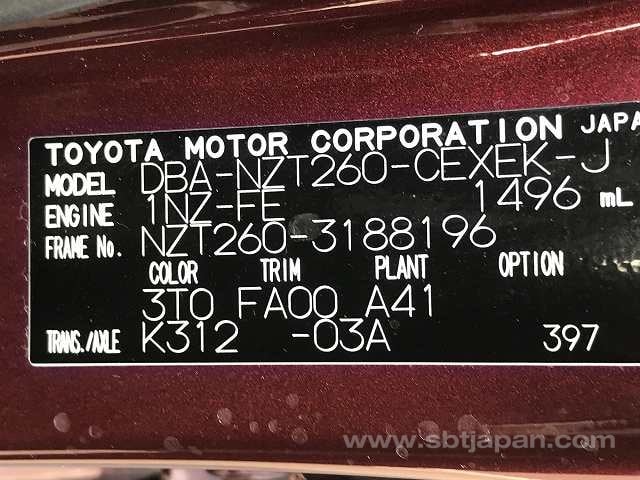 TOYOTA MOTOR CORPORATION JAPA
MODEL DBA-NZT260-CEXEK-J
ENGINE 1NZ-FE 1496 mL
FRAME No. NZT260-3188196
COLOR TRIM PLANT OPTION
3T0 FA00 A41
TRANS./AXLE K312 -03A 397
www.sbtjapan.com